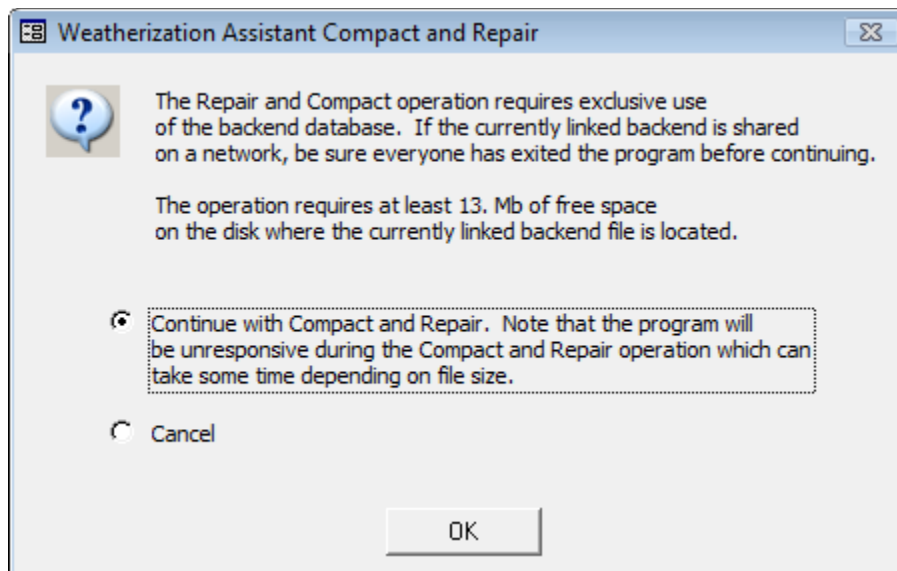 Weatherization Assistant Compact and Repair
The Repair and Compact operation requires exclusive use
of the backend database.  If the currently linked backend is shared
on a network, be sure everyone has exited the program before continuing.
The operation requires at least 13. Mb of free space
on the disk where the currently linked backend file is located.
Continue with Compact and Repair.  Note that the program will
be unresponsive during the Compact and Repair operation which can
take some time depending on file size.
Cancel
OK